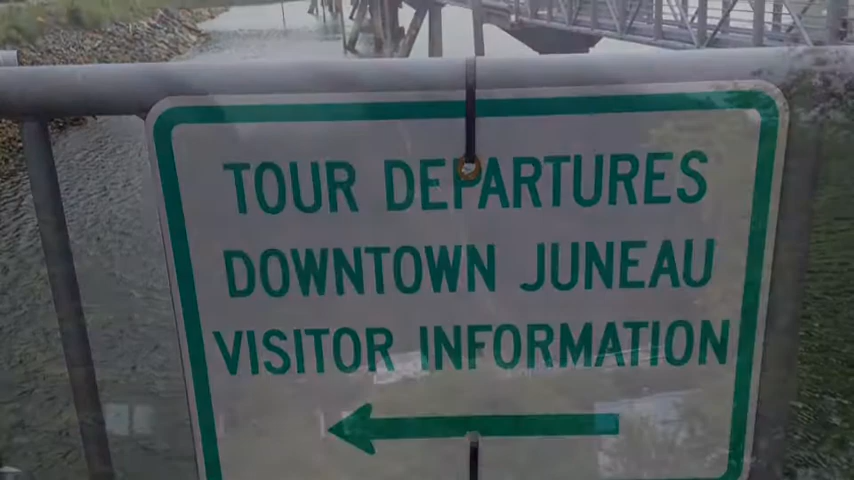 TOUR DEPARTURES
DOWNTOWN JUNEAU
VISITOR INFORMATION